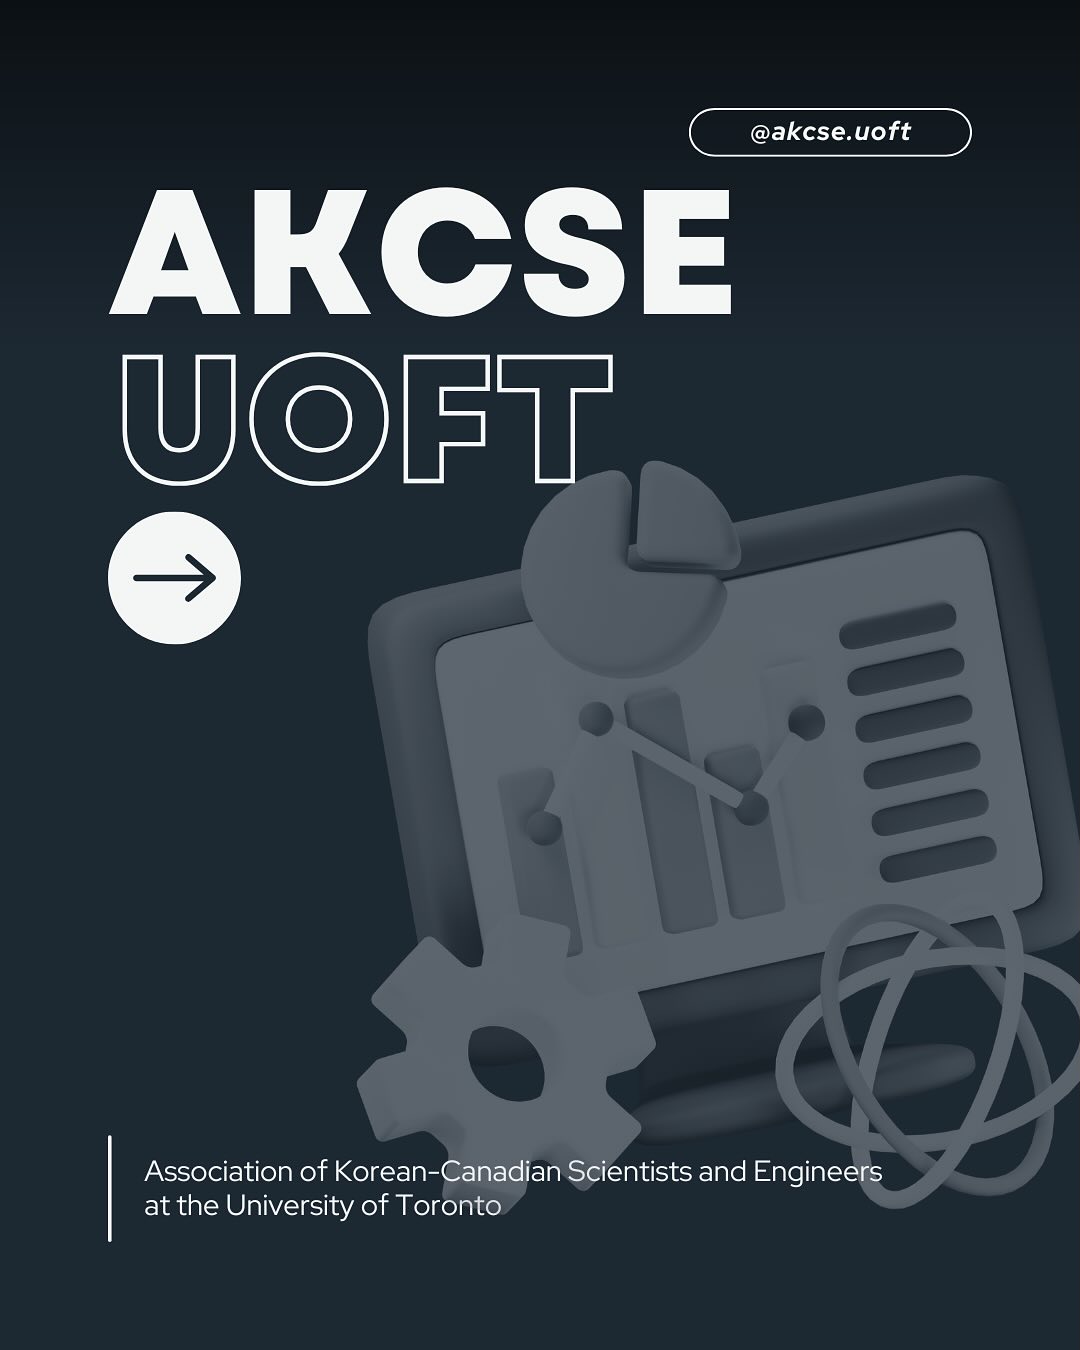 @akcse.uoft
AKCSE
UOFT
Association of Korean-Canadian Scientists and Engineers
at the University of Toronto